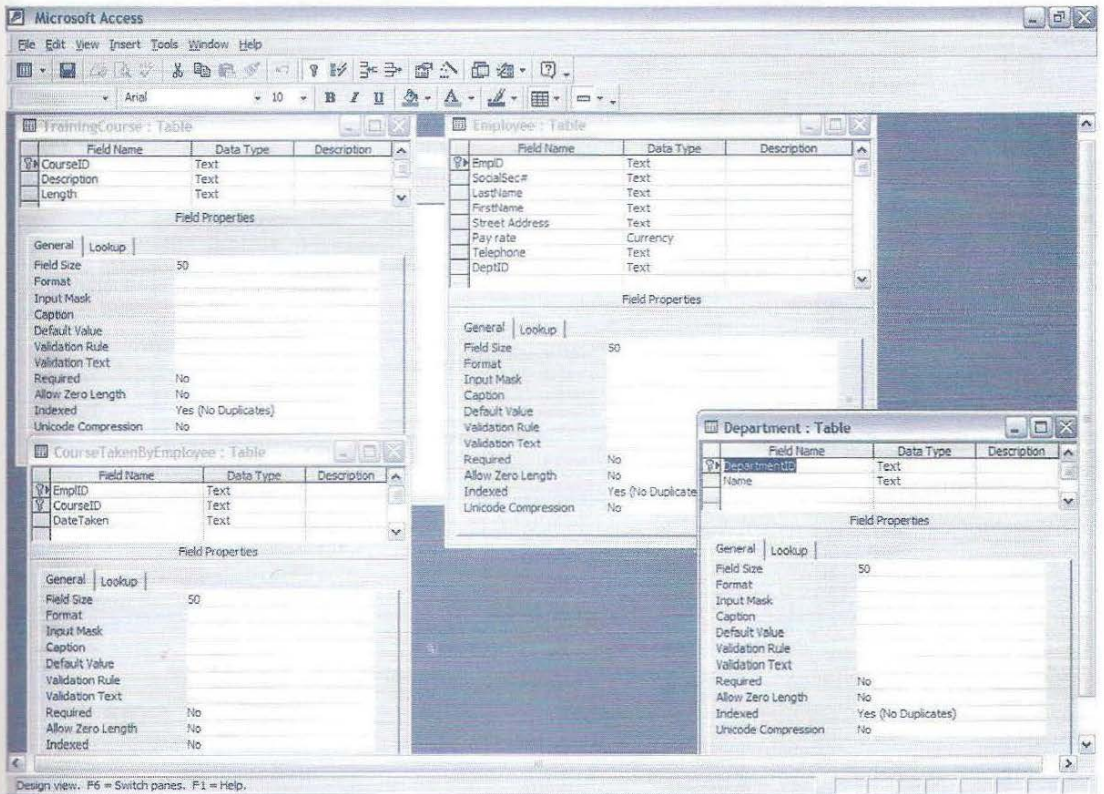 Microsoft Access
File Edit View Insert Tools Window Help
Arial 10 B I U A
TrainingCourse : Table
Field Name Data Type Description
CourseID Text
Description Text
Length Text
Field Properties
General Lookup
Field Size 50
Format
Input Mask
Caption
Default Value
Validation Rule
Validation Text
Required No
Allow Zero Length No
Indexed Yes (No Duplicates)
Unicode Compression No
Employee : Table
Field Name Data Type Description
EmpID Text
SocialSec# Text
LastName Text
FirstName Text
Street Address Text
Pay rate Currency
Telephone Text
DeptID Text
Field Properties
General Lookup
Field Size 50
Format
Input Mask
Caption
Default Value
Validation Rule
Validation Text
Required No
Allow Zero Length No
Indexed Yes (No Duplicate
Unicode Compression No
CourseTakenByEmployee : Table
Field Name Data Type Description
EmplID Text
CourseID Text
DateTaken Text
Field Properties
General Lookup
Field Size 50
Format
Input Mask
Caption
Default Value
Validation Rule
Validation Text
Required No
Allow Zero Length No
Indexed No
Department : Table
Field Name Data Type Description
DepartmentID Text
Name Text
Field Properties
General Lookup
Field Size 50
Format
Input Mask
Caption
Default Value
Validation Rule
Validation Text
Required No
Allow Zero Length No
Indexed Yes (No Duplicates)
Unicode Compression No
Design view. F6 = Switch panes. F1 = Help.